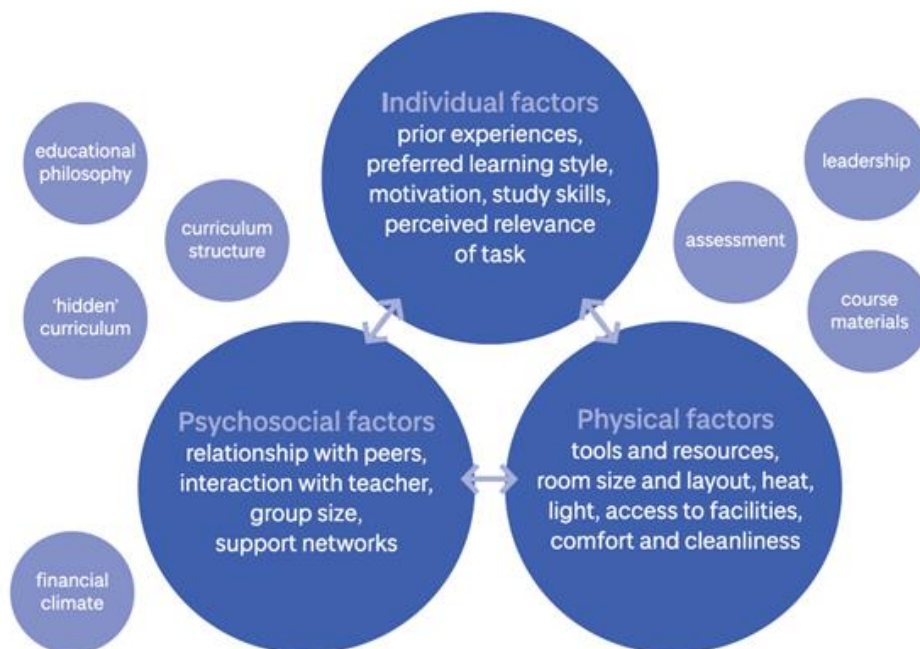 Individual factors
prior experiences,
preferred learning style,
motivation, study skills,
perceived relevance
of task
educational
philosophy
curriculum
structure
'hidden'
curriculum
leadership
assessment
course
materials
Psychosocial factors
relationship with peers,
interaction with teacher,
group size,
support networks
Physical factors
tools and resources,
room size and layout, heat,
light, access to facilities,
comfort and cleanliness
financial
climate